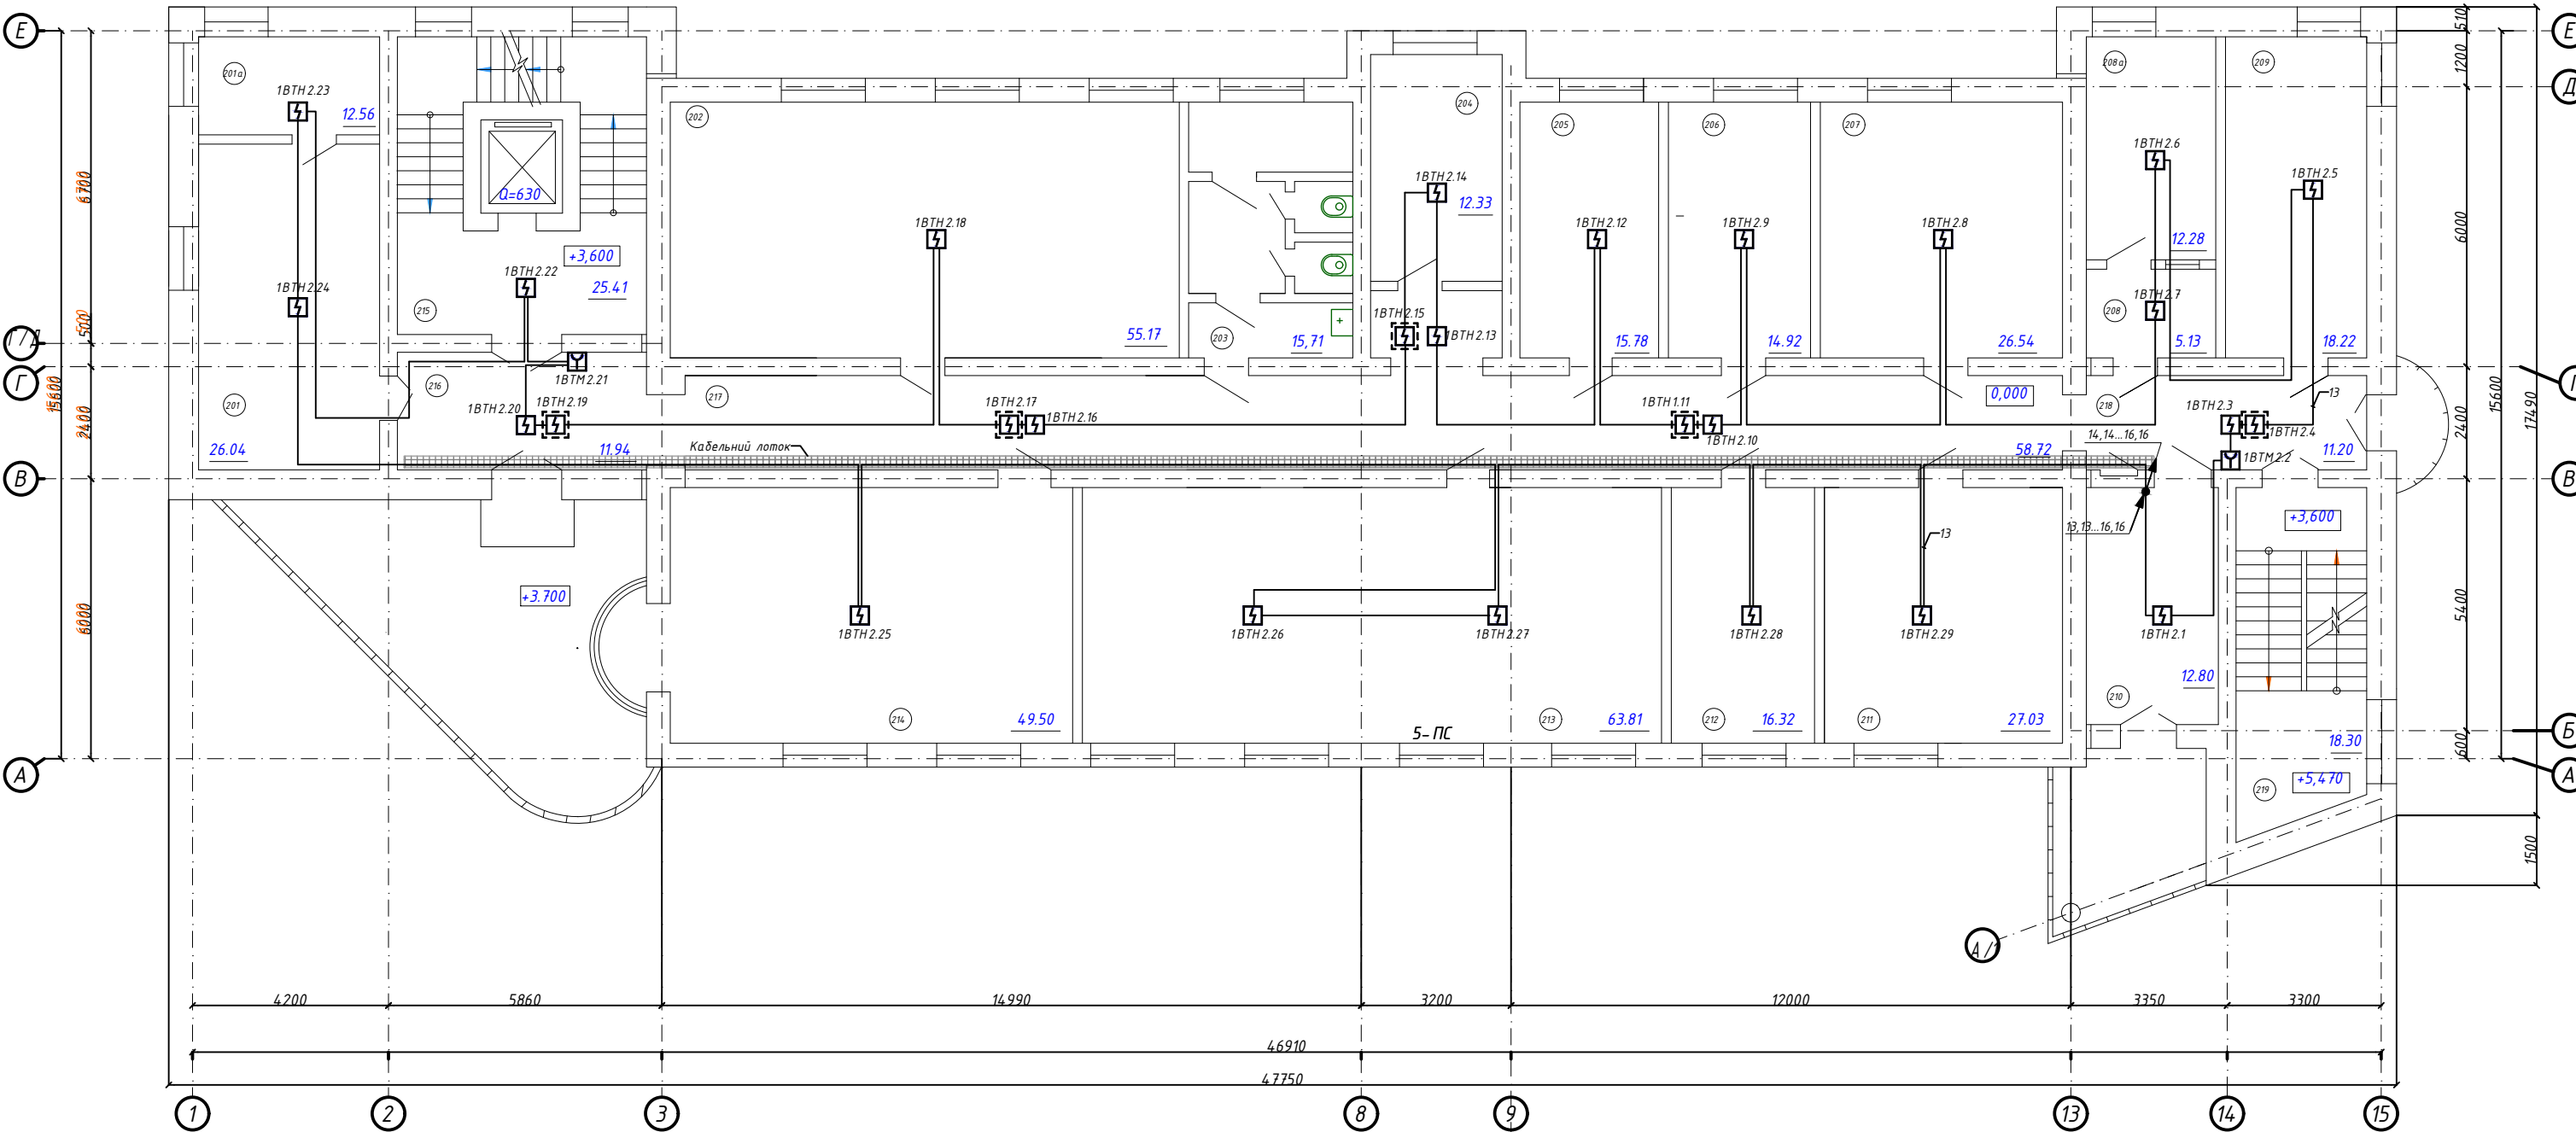 Е
Е
510
1200
Д
201а
1ВТН 2.23
12.56
202
204
205
206
207
208а
209
6700
Q=630
1ВТН 2.6
1ВТН 2.5
1ВТН 2.14
12.33
6000
1ВТН 2.18
1ВТН 2.12
1ВТН 2.9
1ВТН 2.8
12.28
+3,600
1ВТН 2.22
25.41
1ВТН 2.24
215
1ВТН 2.7
208
1ВТН 2.15
500
Г/Д
55.17
203
15,71
1ВТН 2.13
15.78
14.92
26.54
5.13
18.22
Г
15600
216
1ВТМ 2.21
217
0,000
218
13
15600
17490
Г
201
2400
1ВТН 2.20
1ВТН 2.19
1ВТН 2.17
1ВТН 2.16
1ВТН 1.11
1ВТН 2.10
1ВТН 2.3
1ВТН 2.4
2400
26.04
11.94
Кабельний лоток
58.72
14,14...16,16
1ВТМ 2.2
11.20
В
В
13,13...16,16
+3,600
13
+3.700
6000
5400
1ВТН 2.25
1ВТН 2.26
1ВТН 2.27
1ВТН 2.28
1ВТН 2.29
1ВТН 2.1
12.80
210
214
49.50
5-ПС
213
63.81
212
16.32
211
27.03
Б
18.30
600
А
+5,470
219
А
1500
А/
4200
5860
14990
3200
12000
3350
3300
46910
47750
1
2
3
8
9
13
14
15